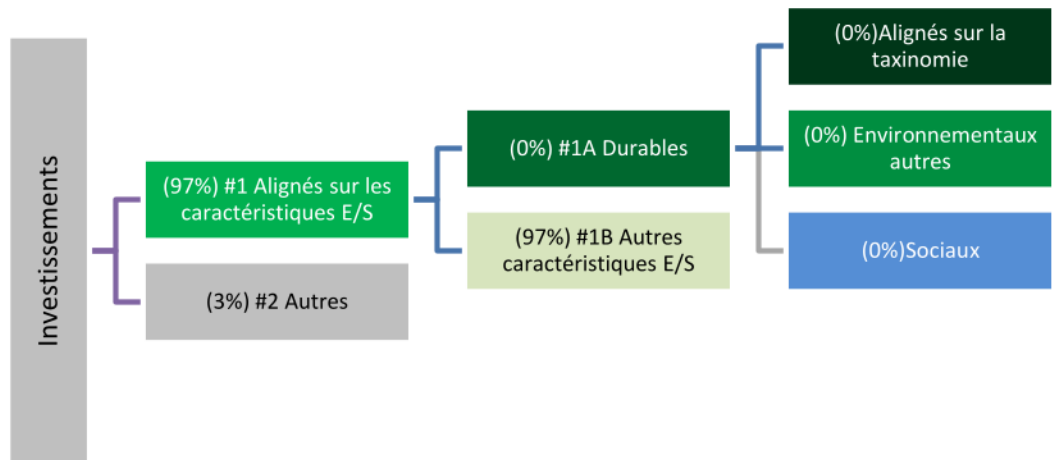 Investissements
(97%) #1 Alignés sur les
caractéristiques E/S
(3%) #2 Autres
(0%) #1A Durables
(97%) #1B Autres
caractéristiques E/S
(0%)Alignés sur la
taxinomie
(0%) Environnementaux
autres
(0%)Sociaux